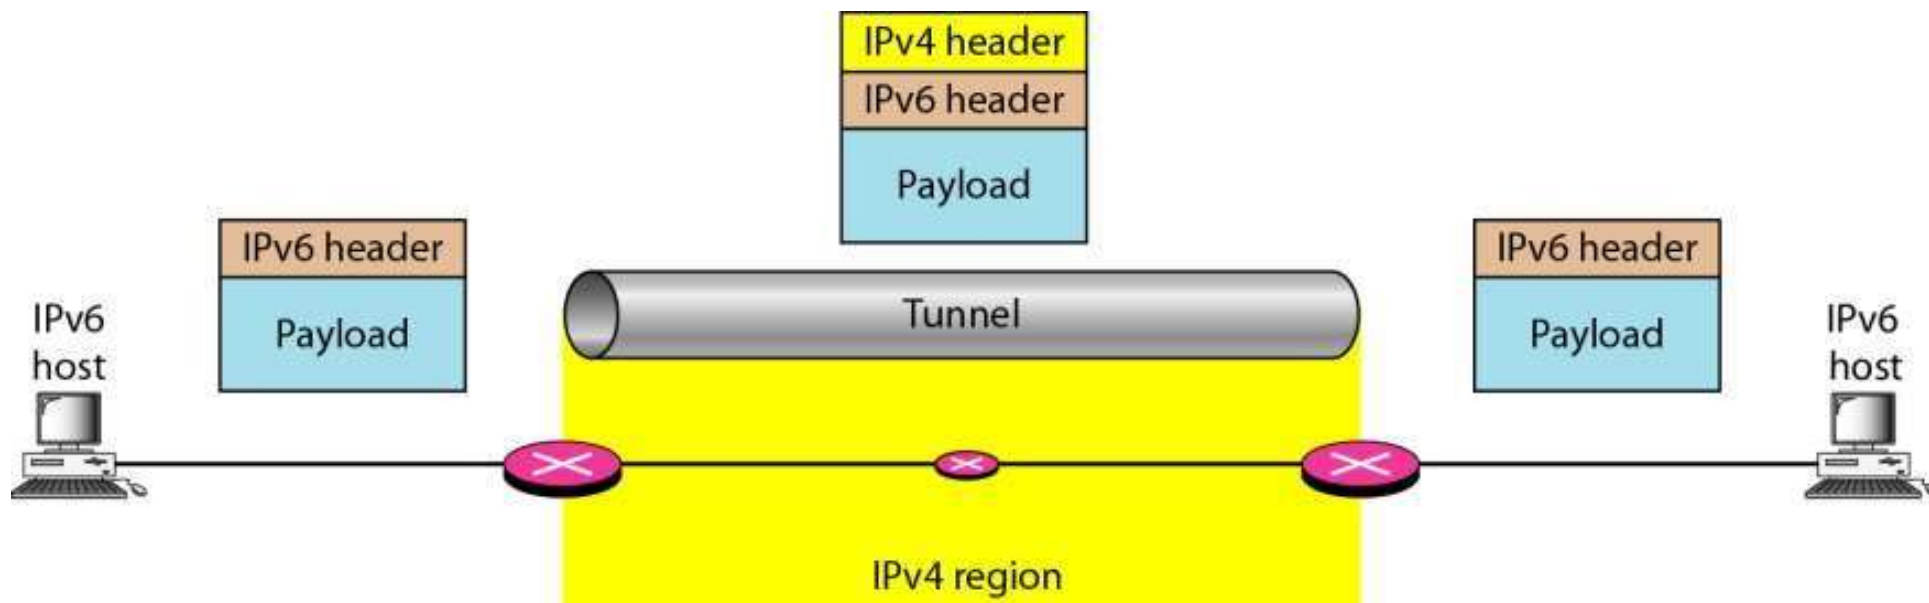 IPv4 header
IPv6 header
Payload
IPv6 header
Payload
IPv6 header
Payload
IPv6
host
Tunnel
IPv6
host
IPv4 region